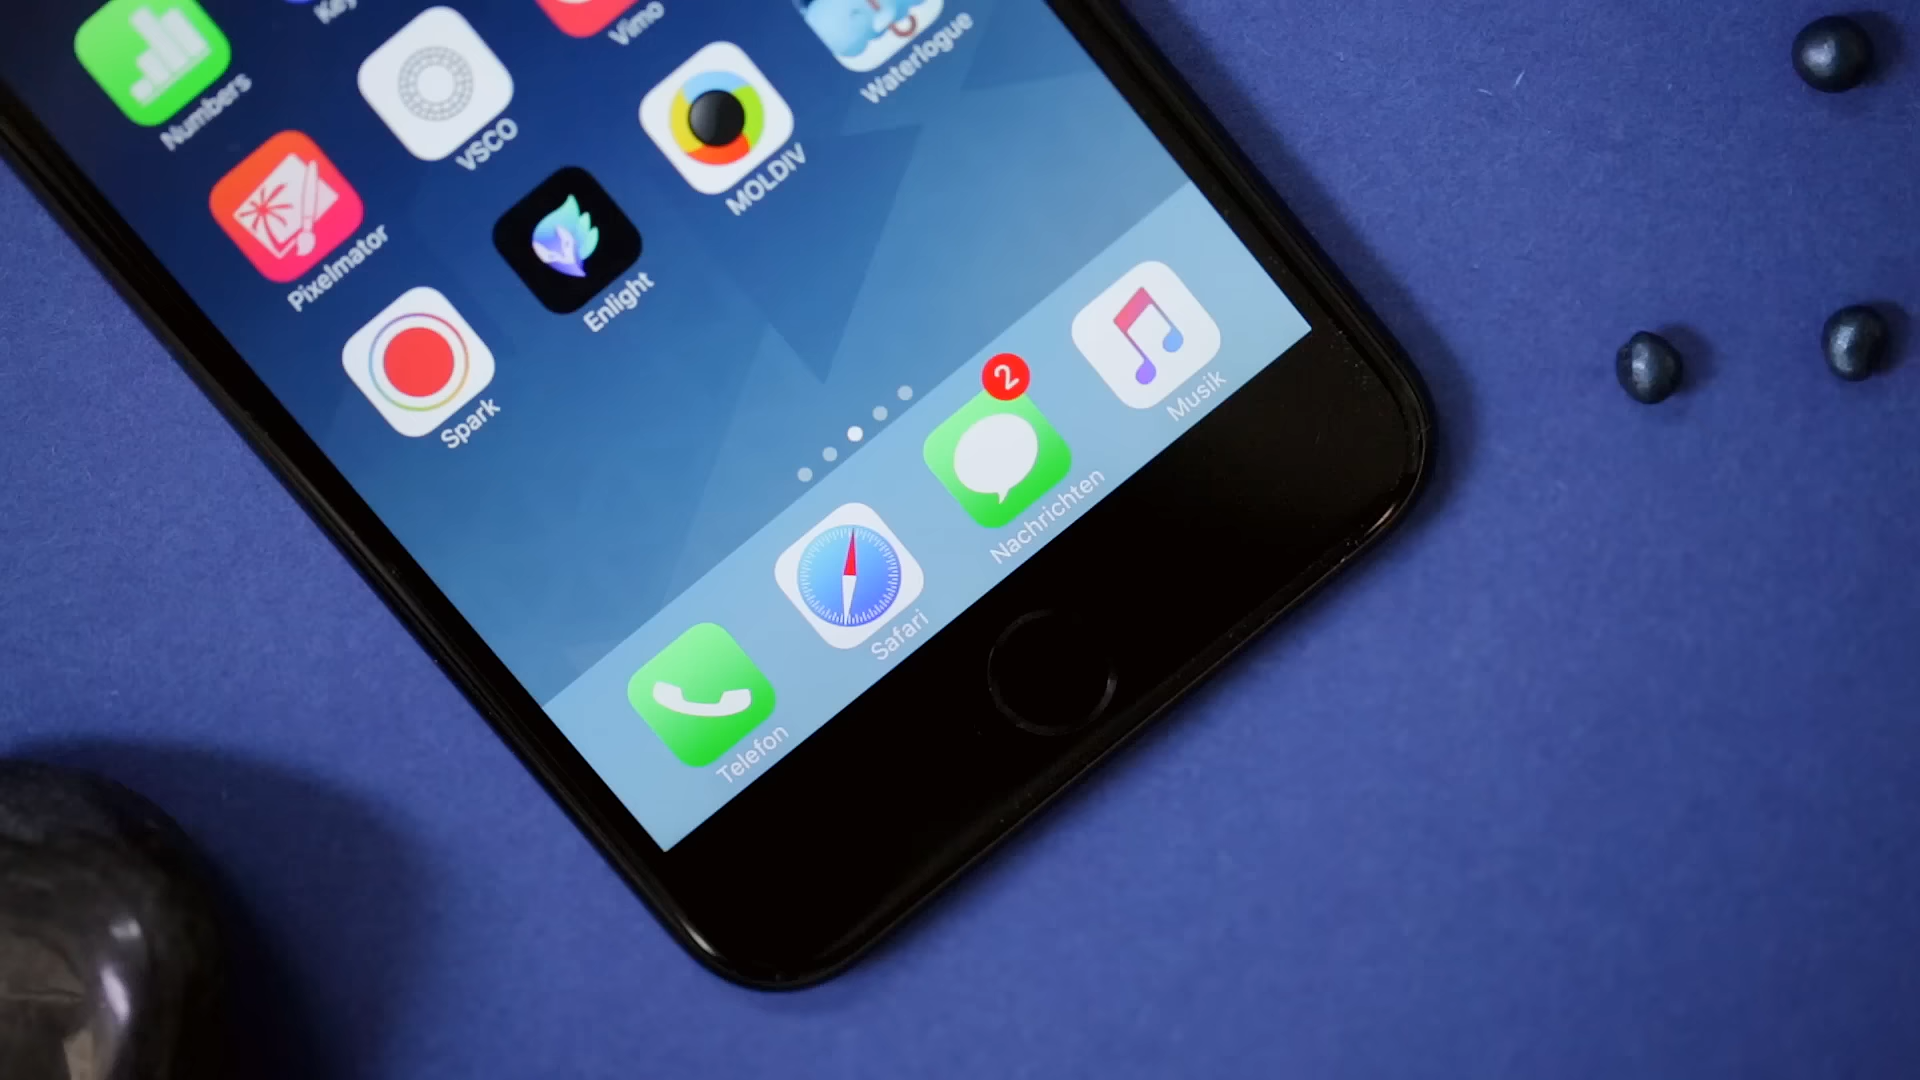 Numbers
VSCO
Vimo
Waterlogue
Pixelmator
Enlight
MOLDIV
Spark
2
Telefon
Safari
Nachrichten
Musik